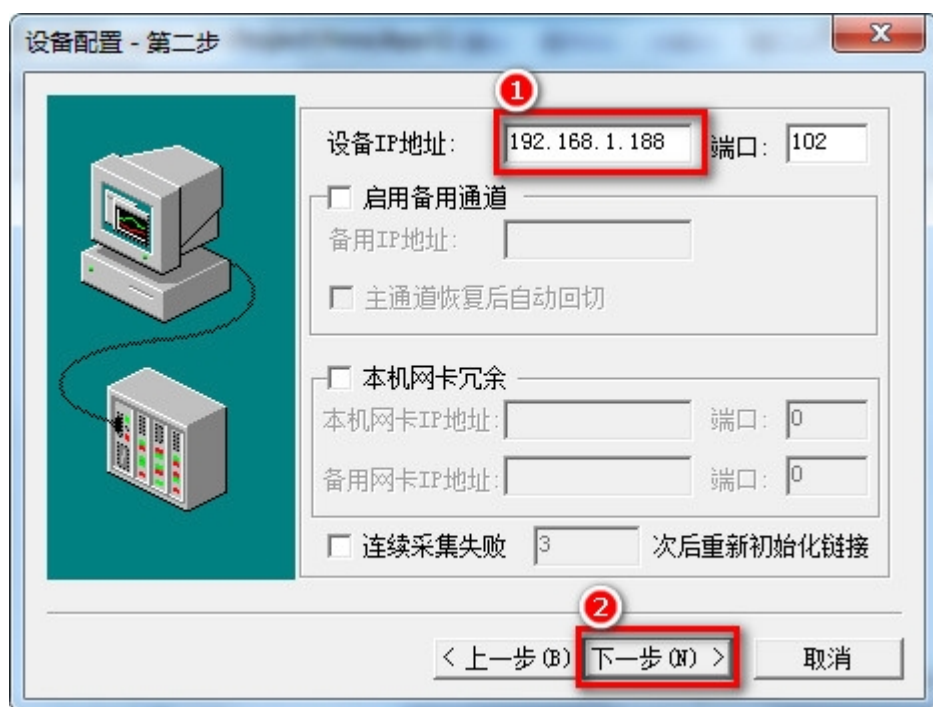 设备配置 - 第二步
1
设备IP地址: 192.168.1.188 端口: 102
启用备用通道
备用IP地址:
主通道恢复后自动回切
本机网卡冗余
本机网卡IP地址: 端口: 0
备用网卡IP地址: 端口: 0
连续采集失败 3 次后重新初始化链接
2
< 上一步(B) 下一步(N) > 取消